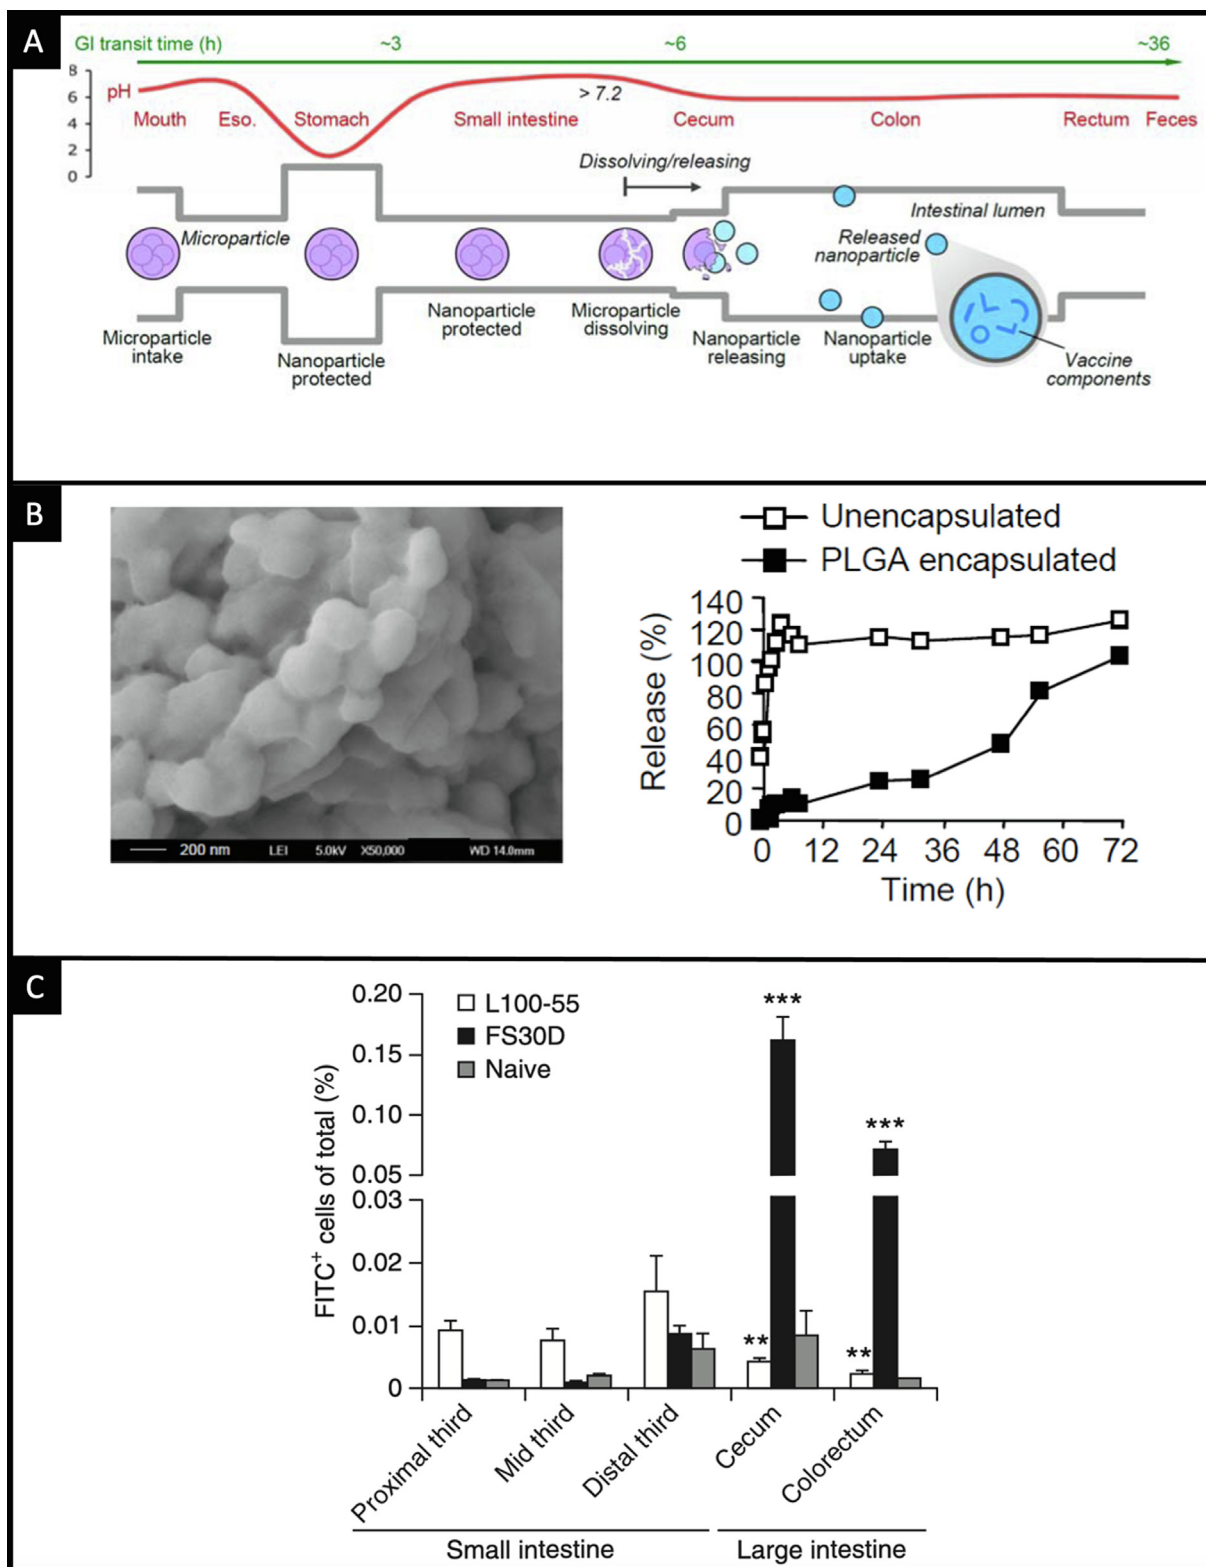 A
GI transit time (h)
~3
~6
~36
8
6
4
2
0
pH
> 7.2
Mouth
Eso.
Stomach
Small intestine
Cecum
Colon
Rectum
Feces
Dissolving/releasing
Microparticle
Intestinal lumen
Released
nanoparticle
Microparticle
intake
Nanoparticle
protected
Nanoparticle
protected
Microparticle
dissolving
Nanoparticle
releasing
Nanoparticle
uptake
Vaccine
components
B
200 nm LEI 5.0kV X50,000 WD 14.0mm
Unencapsulated
PLGA encapsulated
Release (%)
140
120
100
80
60
40
20
0
0 12 24 36 48 60 72
Time (h)
C
L100-55
FS30D
Naive
FITC+ cells of total (%)
0.20
0.15
0.10
0.05
0.03
0.02
0.01
0
***
***
**
**
Proximal third
Mid third
Distal third
Cecum
Colorectum
Small intestine
Large intestine